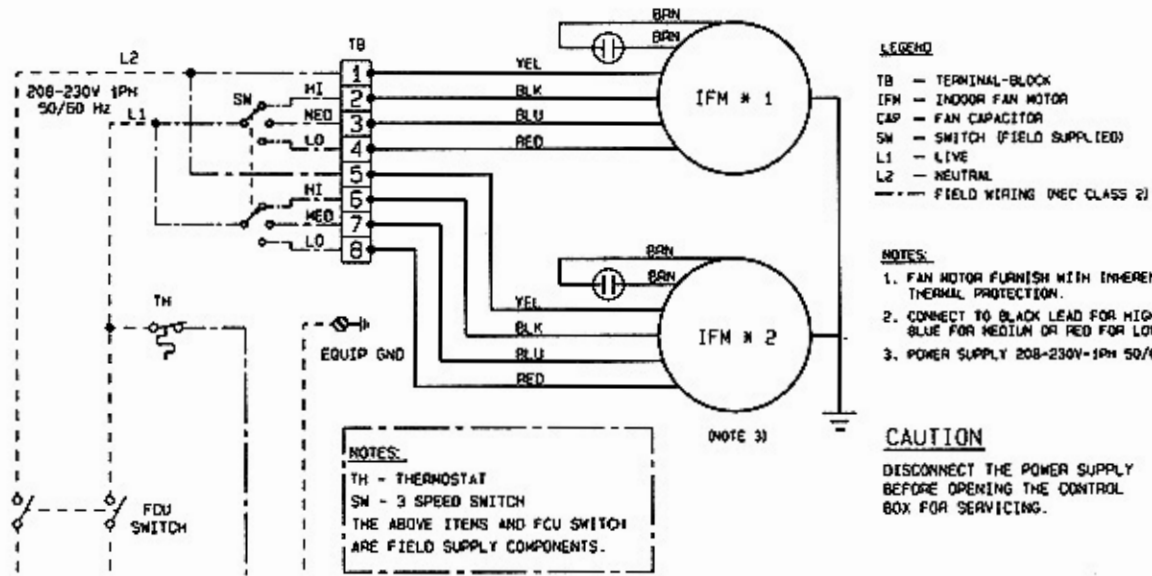 L2
208-230V 1PH
50/60 Hz
L1
SW
HI
MED
LO
HI
MED
LO
TB
1
2
3
4
5
6
7
8
BRN
BRN
YEL
BLK
BLU
RED
IFM * 1
BRN
BRN
YEL
BLK
BLU
RED
IFM * 2
(NOTE 3)
TH
EQUIP GND
FCU
SWITCH
NOTES:
TH - THERMOSTAT
SW - 3 SPEED SWITCH
THE ABOVE ITEMS AND FCU SWITCH
ARE FIELD SUPPLY COMPONENTS.
LEGEND
TB - TERMINAL-BLOCK
IFM - INDOOR FAN MOTOR
CAP - FAN CAPACITOR
SW - SWITCH (FIELD SUPPLIED)
L1 - LIVE
L2 - NEUTRAL
FIELD WIRING (NEC CLASS 2)
NOTES:
1. FAN MOTOR FURNISH WITH INHEREN
THERMAL PROTECTION.
2. CONNECT TO BLACK LEAD FOR HIG
BLUE FOR MEDIUM OR RED FOR LO
3. POWER SUPPLY 208-230V-1PH 50/
CAUTION
DISCONNECT THE POWER SUPPLY
BEFORE OPENING THE CONTROL
BOX FOR SERVICING.